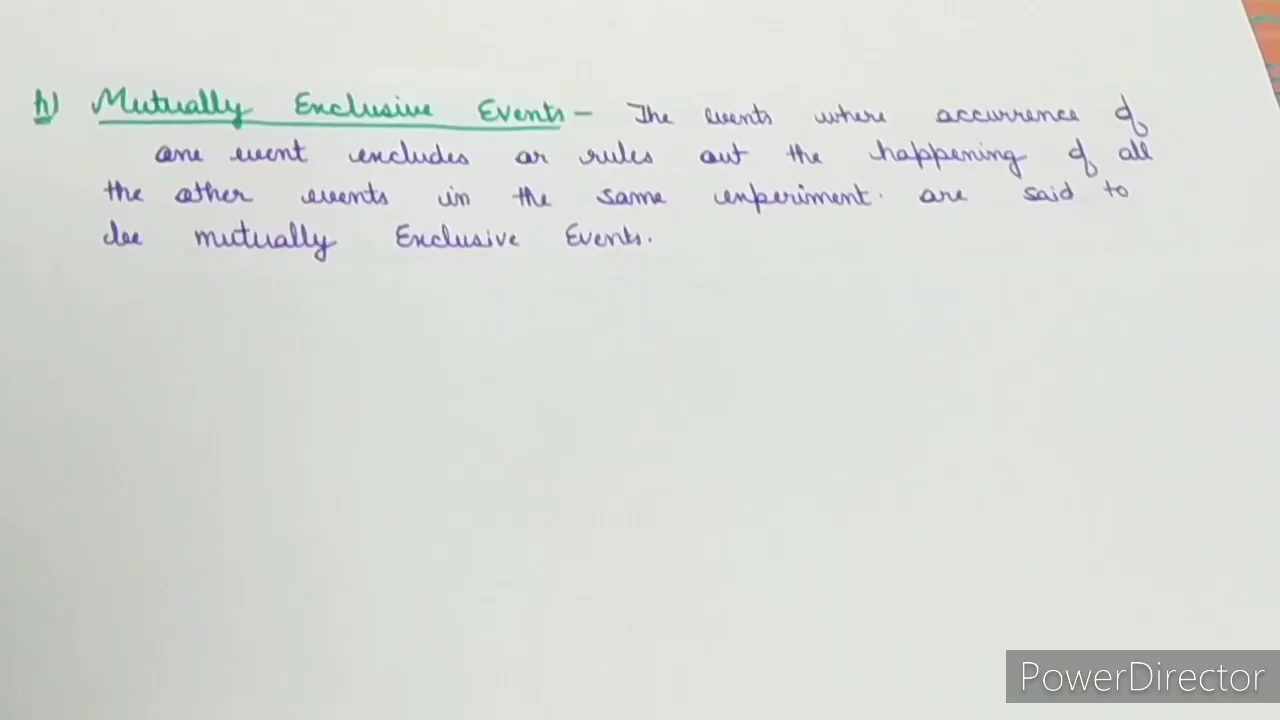 h) Mutually Exclusive Events - The events where occurrence of
one event excludes or rules out the happening of all
the other events in the same experiment. are said to
be mutually Exclusive Events.
PowerDirector